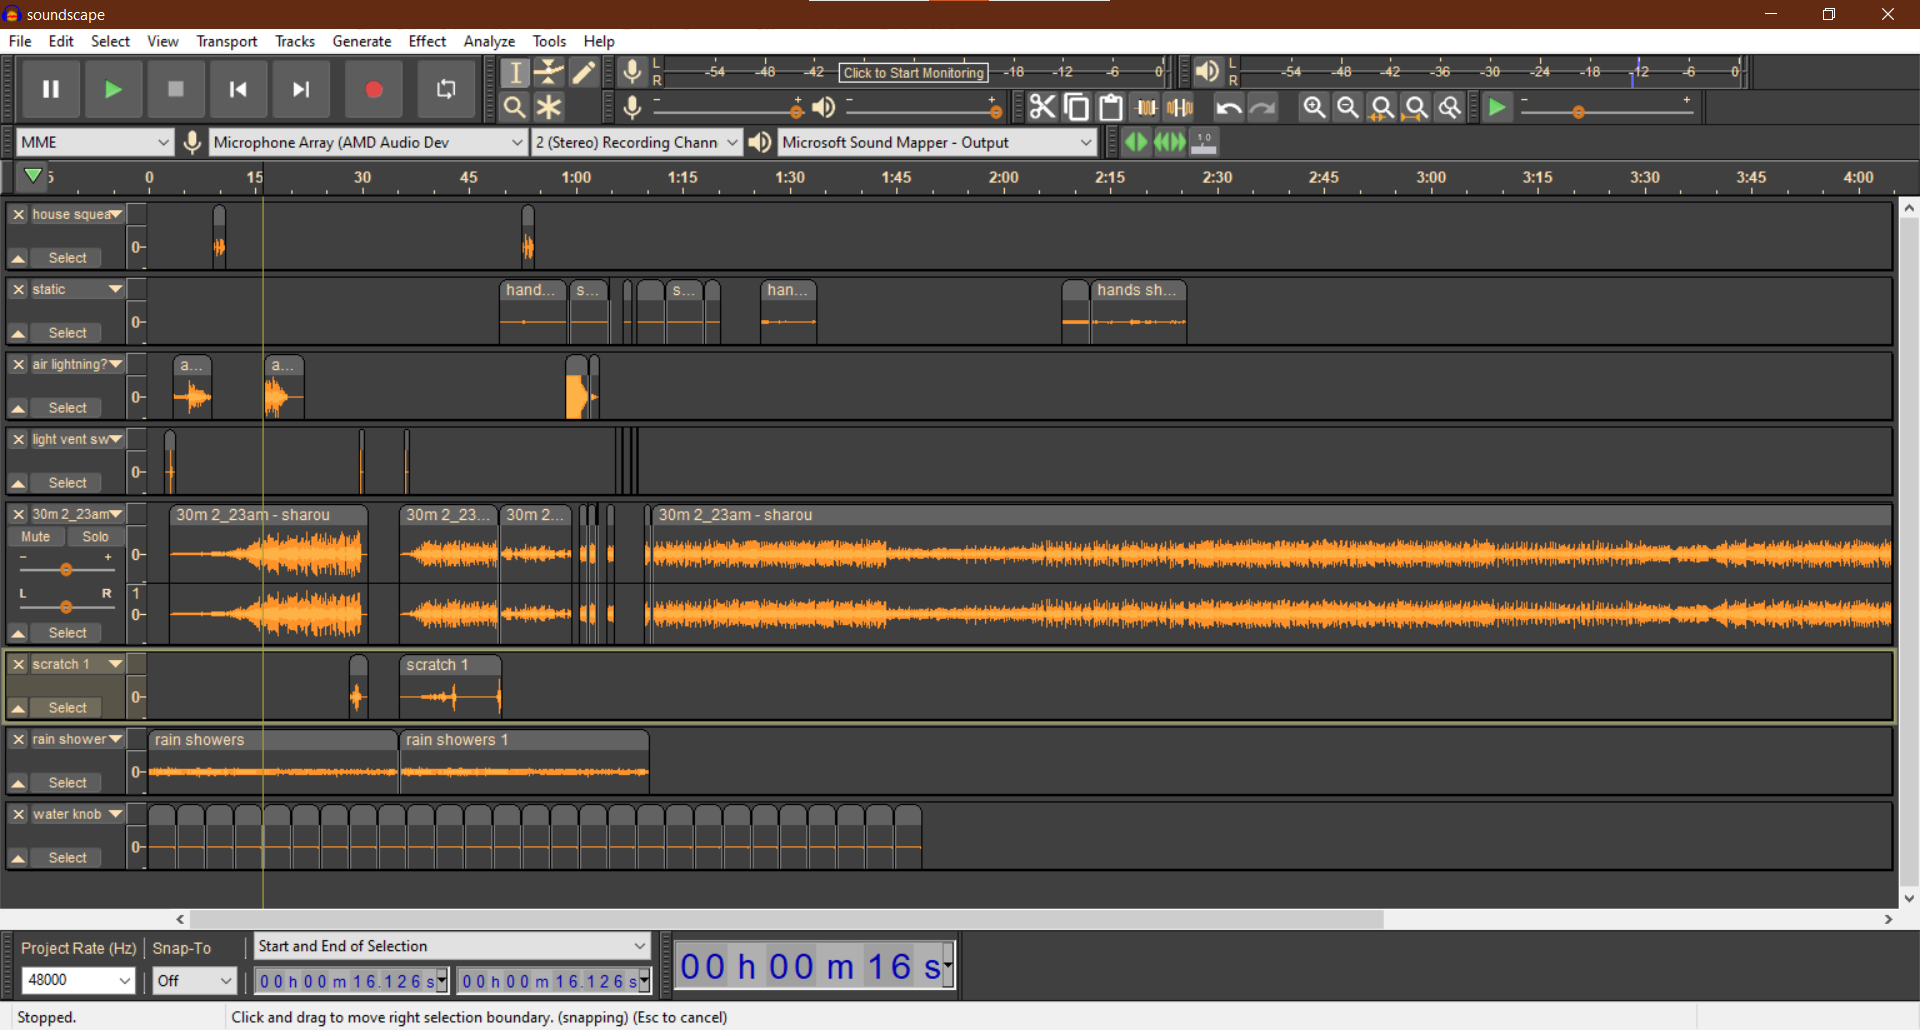 soundscape
File Edit Select View Transport Tracks Generate Effect Analyze Tools Help
L R -54 -48 -42 Click to Start Monitoring -18 -12 -6 0 L R -54 -48 -42 -36 -30 -24 -18 -12 -6 0
- + - + - +
MME Microphone Array (AMD Audio Dev 2 (Stereo) Recording Chann Microsoft Sound Mapper - Output
5 0 15 30 45 1:00 1:15 1:30 1:45 2:00 2:15 2:30 2:45 3:00 3:15 3:30 3:45 4:00
house squea
0-
Select
static hand... s... s... han... hands sh...
0-
Select
air lightning? a... a...
0-
Select
light vent sw
0-
Select
30m 2_23am 30m 2_23am - sharou 30m 2_23... 30m 2... 30m 2_23am - sharou
Mute Solo
- + 0-
L R 1
0-
Select
scratch 1 scratch 1
0-
Select
rain shower rain showers rain showers 1
0-
Select
water knob
0-
Select
Project Rate (Hz) Snap-To Start and End of Selection
48000 Off 00 h 00 m 16.126 s 00 h 00 m 16.126 s 00 h 00 m 16 s
Stopped. Click and drag to move right selection boundary. (snapping) (Esc to cancel)